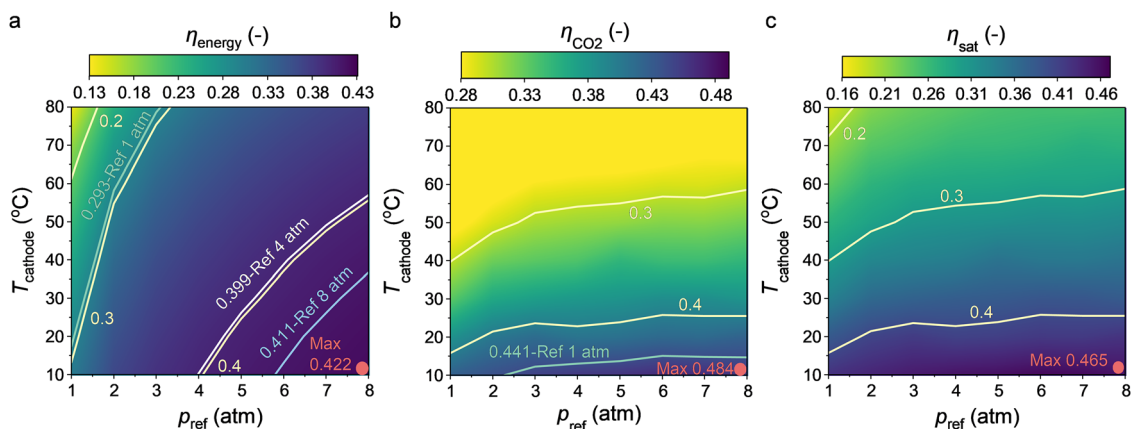 a
η_energy (-)
0.13 0.18 0.23 0.28 0.33 0.38 0.43
80
70
60
50
40
30
20
10
T_cathode (°C)
0.2
0.293-Ref 1 atm
0.3
0.399-Ref 4 atm
0.4
0.411-Ref 8 atm
Max
0.422
1 2 3 4 5 6 7 8
p_ref (atm)
b
η_CO2 (-)
0.28 0.33 0.38 0.43 0.48
80
70
60
50
40
30
20
10
T_cathode (°C)
0.3
0.4
0.441-Ref 1 atm
Max 0.484
1 2 3 4 5 6 7 8
p_ref (atm)
c
η_sat (-)
0.16 0.21 0.26 0.31 0.36 0.41 0.46
80
70
60
50
40
30
20
10
T_cathode (°C)
0.2
0.3
0.4
Max 0.465
1 2 3 4 5 6 7 8
p_ref (atm)